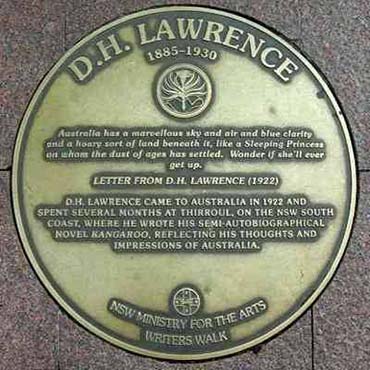 D.H. LAWRENCE
1885-1930
Australia has a marvellous sky and air and blue clarity
and a hoary sort of land beneath it, like a Sleeping Princess
on whom the dust of ages has settled. Wonder if she'll ever
get up.
LETTER FROM D.H. LAWRENCE (1922)
D.H. LAWRENCE CAME TO AUSTRALIA IN 1922 AND
SPENT SEVERAL MONTHS AT THIRROUL, ON THE NSW SOUTH
COAST, WHERE HE WROTE HIS SEMI-AUTOBIOGRAPHICAL
NOVEL KANGAROO, REFLECTING HIS THOUGHTS AND
IMPRESSIONS OF AUSTRALIA.
NSW MINISTRY FOR THE ARTS
WRITERS WALK